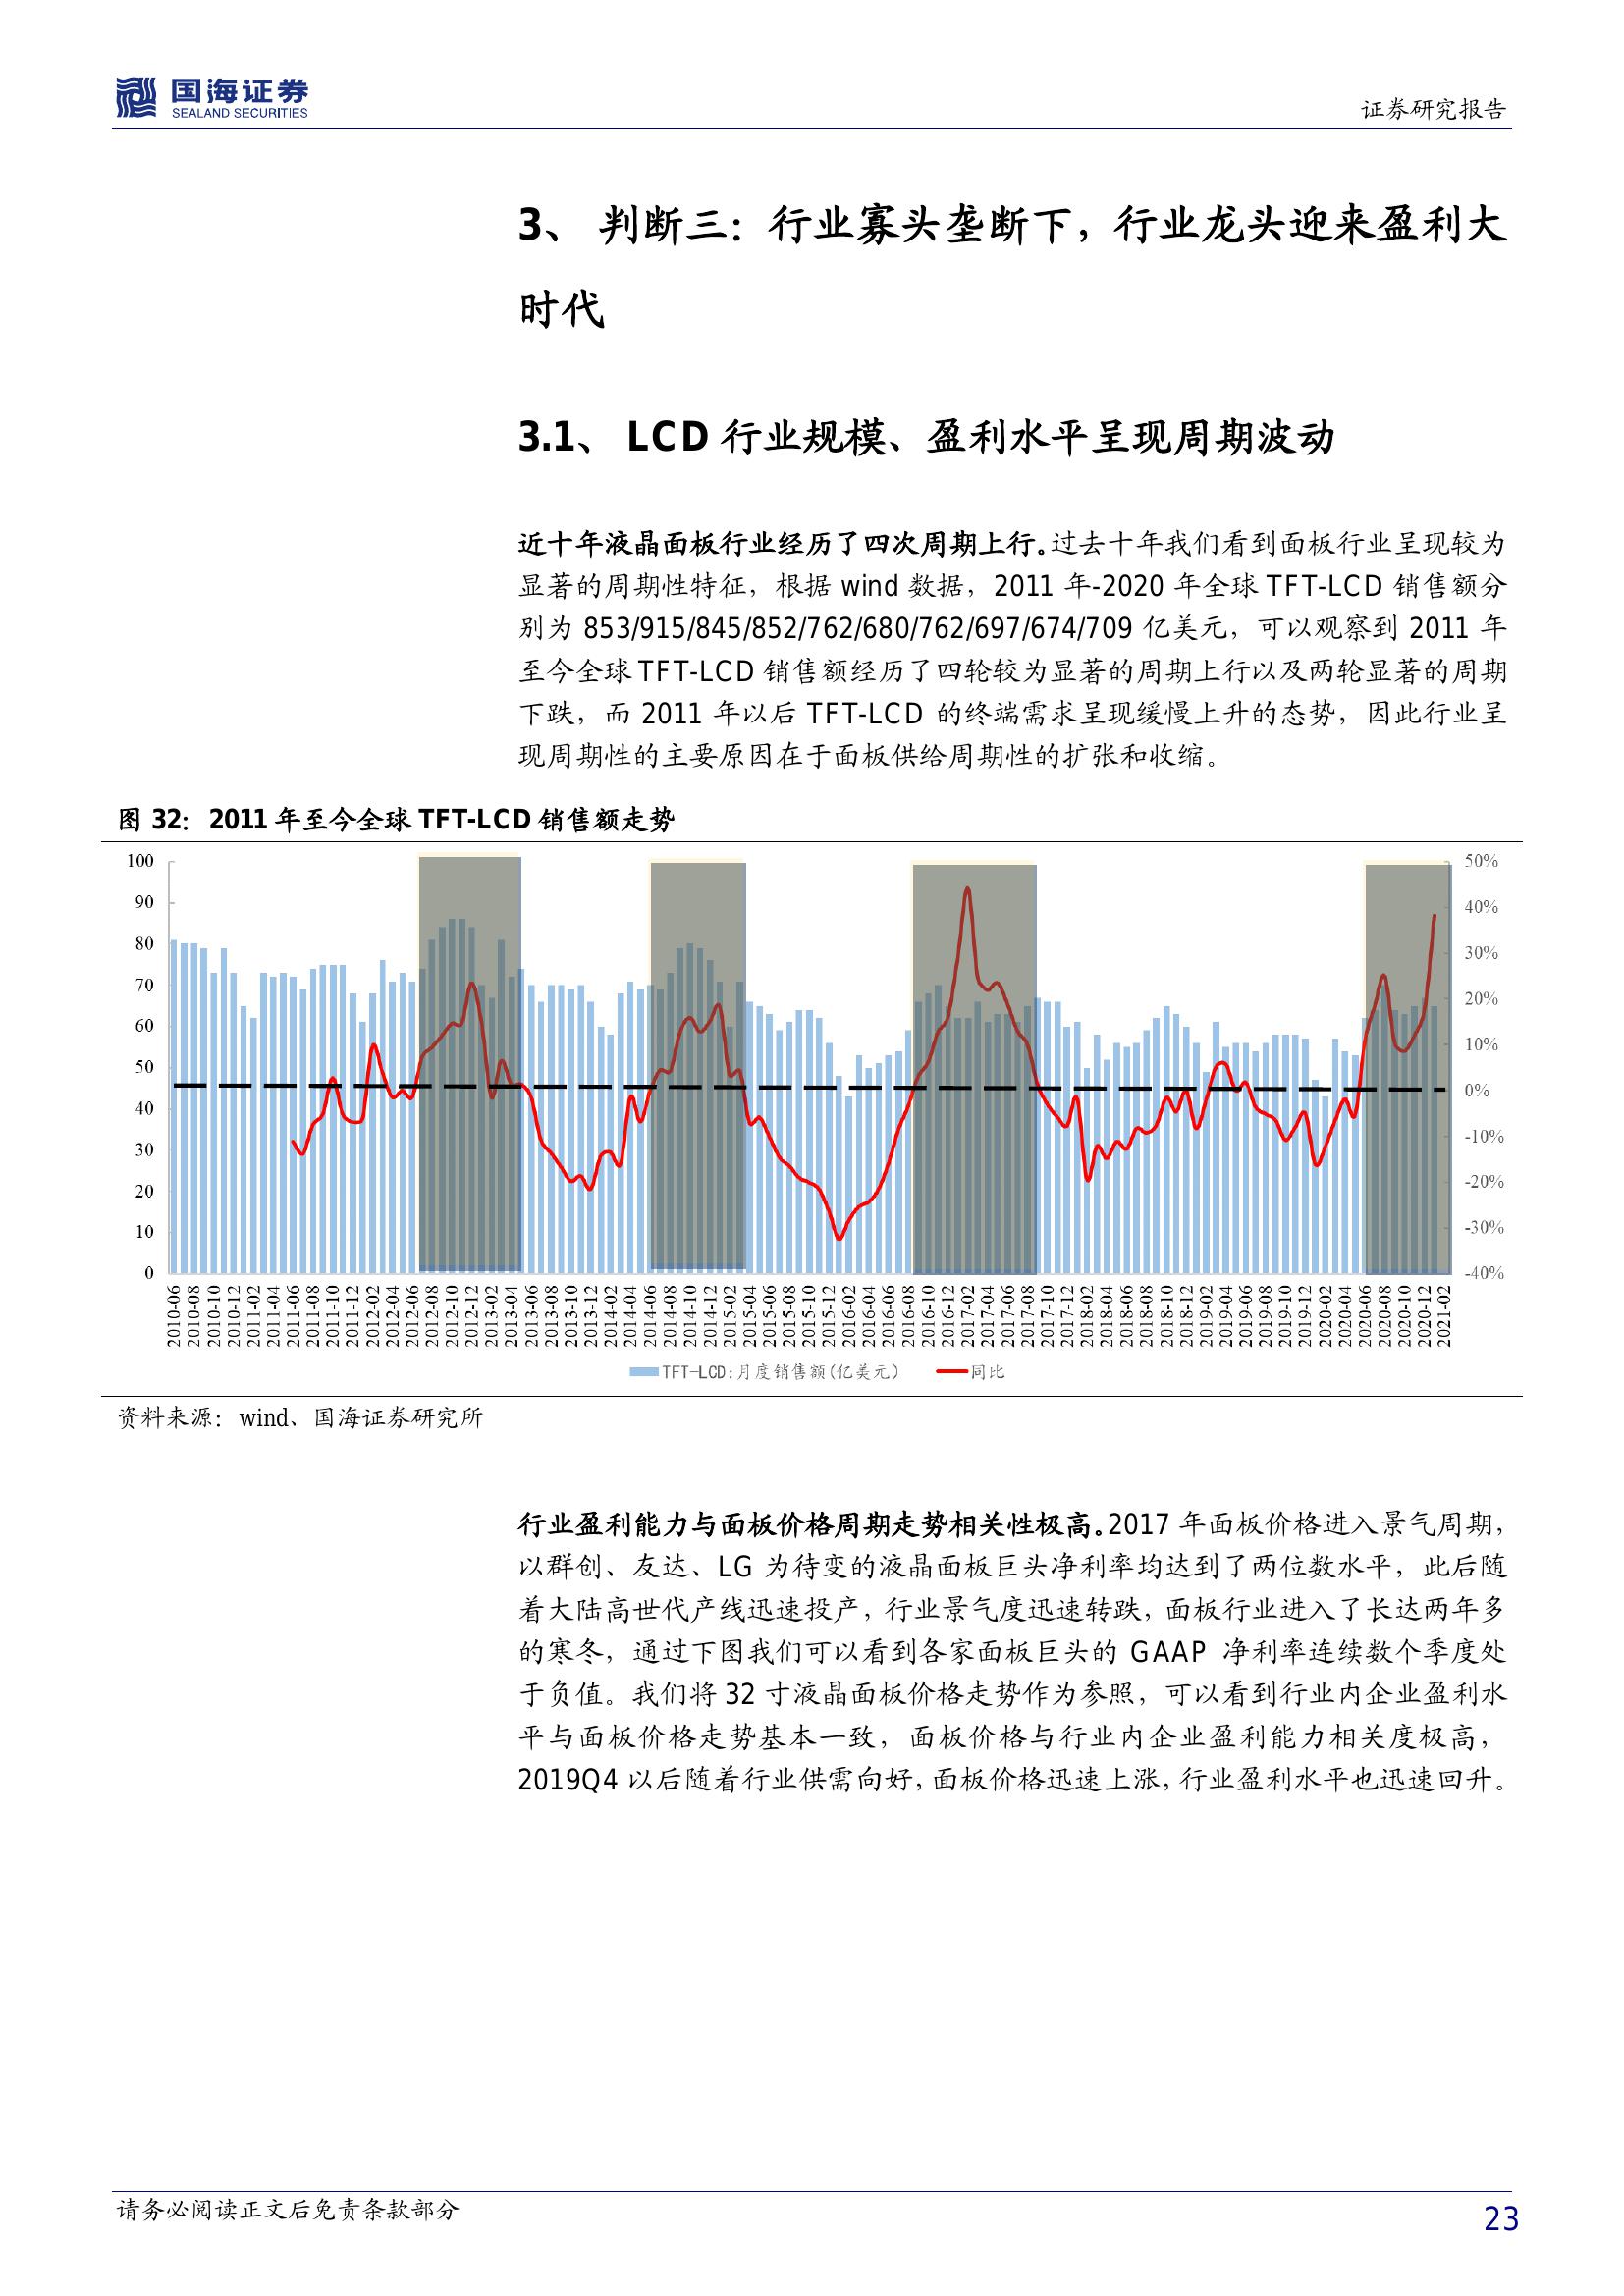 国海证券
SEALAND SECURITIES
证券研究报告
3、 判断三：行业寡头垄断下，行业龙头迎来盈利大
时代
3.1、 LCD 行业规模、盈利水平呈现周期波动
近十年液晶面板行业经历了四次周期上行。过去十年我们看到面板行业呈现较为
显著的周期性特征，根据 wind 数据，2011 年-2020 年全球 TFT-LCD 销售额分
别为 853/915/845/852/762/680/762/697/674/709 亿美元，可以观察到 2011 年
至今全球 TFT-LCD 销售额经历了四轮较为显著的周期上行以及两轮显著的周期
下跌，而 2011 年以后 TFT-LCD 的终端需求呈现缓慢上升的态势，因此行业呈
现周期性的主要原因在于面板供给周期性的扩张和收缩。
图 32：2011 年至今全球 TFT-LCD 销售额走势
100 50%
90 40%
80 30%
70 20%
60 10%
50 0%
40 -10%
30 -20%
20 -30%
10 -40%
0
2010-06 2010-08 2010-10 2010-12 2011-02 2011-04 2011-06 2011-08 2011-10 2011-12 2012-02 2012-04 2012-06 2012-08 2012-10 2012-12 2013-02 2013-04 2013-06 2013-08 2013-10 2013-12 2014-02 2014-04 2014-06 2014-08 2014-10 2014-12 2015-02 2015-04 2015-06 2015-08 2015-10 2015-12 2016-02 2016-04 2016-06 2016-08 2016-10 2016-12 2017-02 2017-04 2017-06 2017-08 2017-10 2017-12 2018-02 2018-04 2018-06 2018-08 2018-10 2018-12 2019-02 2019-04 2019-06 2019-08 2019-10 2019-12 2020-02 2020-04 2020-06 2020-08 2020-10 2020-12 2021-02
TFT-LCD:月度销售额(亿美元) 同比
资料来源：wind、国海证券研究所
行业盈利能力与面板价格周期走势相关性极高。2017 年面板价格进入景气周期，
以群创、友达、LG 为待变的液晶面板巨头净利率均达到了两位数水平，此后随
着大陆高世代产线迅速投产，行业景气度迅速转跌，面板行业进入了长达两年多
的寒冬，通过下图我们可以看到各家面板巨头的 GAAP 净利率连续数个季度处
于负值。我们将 32 寸液晶面板价格走势作为参照，可以看到行业内企业盈利水
平与面板价格走势基本一致，面板价格与行业内企业盈利能力相关度极高，
2019Q4 以后随着行业供需向好，面板价格迅速上涨，行业盈利水平也迅速回升。
请务必阅读正文后免责条款部分
23